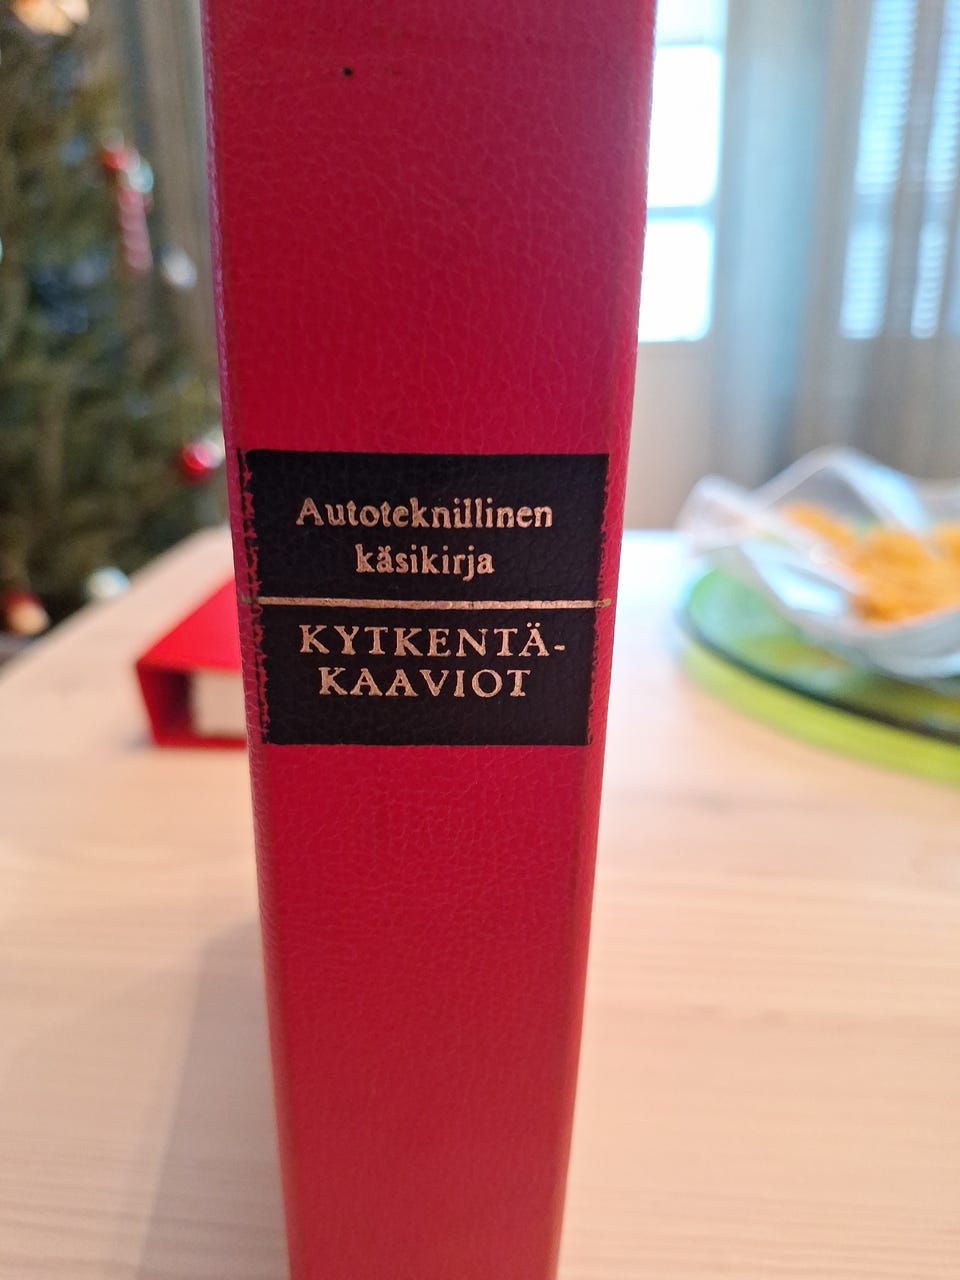 Autoteknillinen
käsikirja
KYTKENTÄ-
KAAVIOT